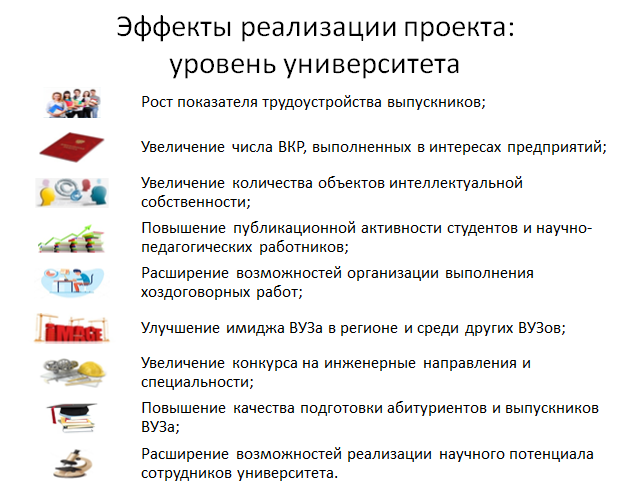 Эффекты реализации проекта:
уровень университета
Рост показателя трудоустройства выпускников;
Увеличение числа ВКР, выполненных в интересах предприятий;
Увеличение количества объектов интеллектуальной
собственности;
Повышение публикационной активности студентов и научно-
педагогических работников;
Расширение возможностей организации выполнения
хоздоговорных работ;
IMAGE
Улучшение имиджа ВУЗа в регионе и среди других ВУЗов;
Увеличение конкурса на инженерные направления и
специальности;
Повышение качества подготовки абитуриентов и выпускников
ВУЗа;
Расширение возможностей реализации научного потенциала
сотрудников университета.